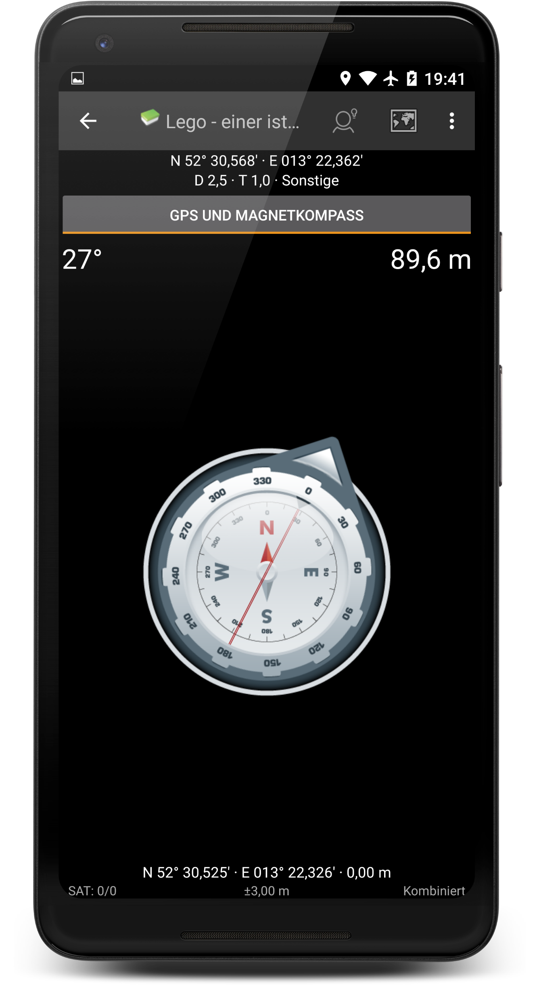 19:41
Lego - einer ist...
N 52° 30,568' · E 013° 22,362'
D 2,5 · T 1,0 · Sonstige
GPS UND MAGNETKOMPASS
27°
89,6 m
330
0
30
60
90
120
150
180
210
240
270
300
0
30
60
90
120
150
180
210
240
270
300
330
N
E
S
W
N 52° 30,525' · E 013° 22,326' · 0,00 m
SAT: 0/0
±3,00 m
Kombiniert